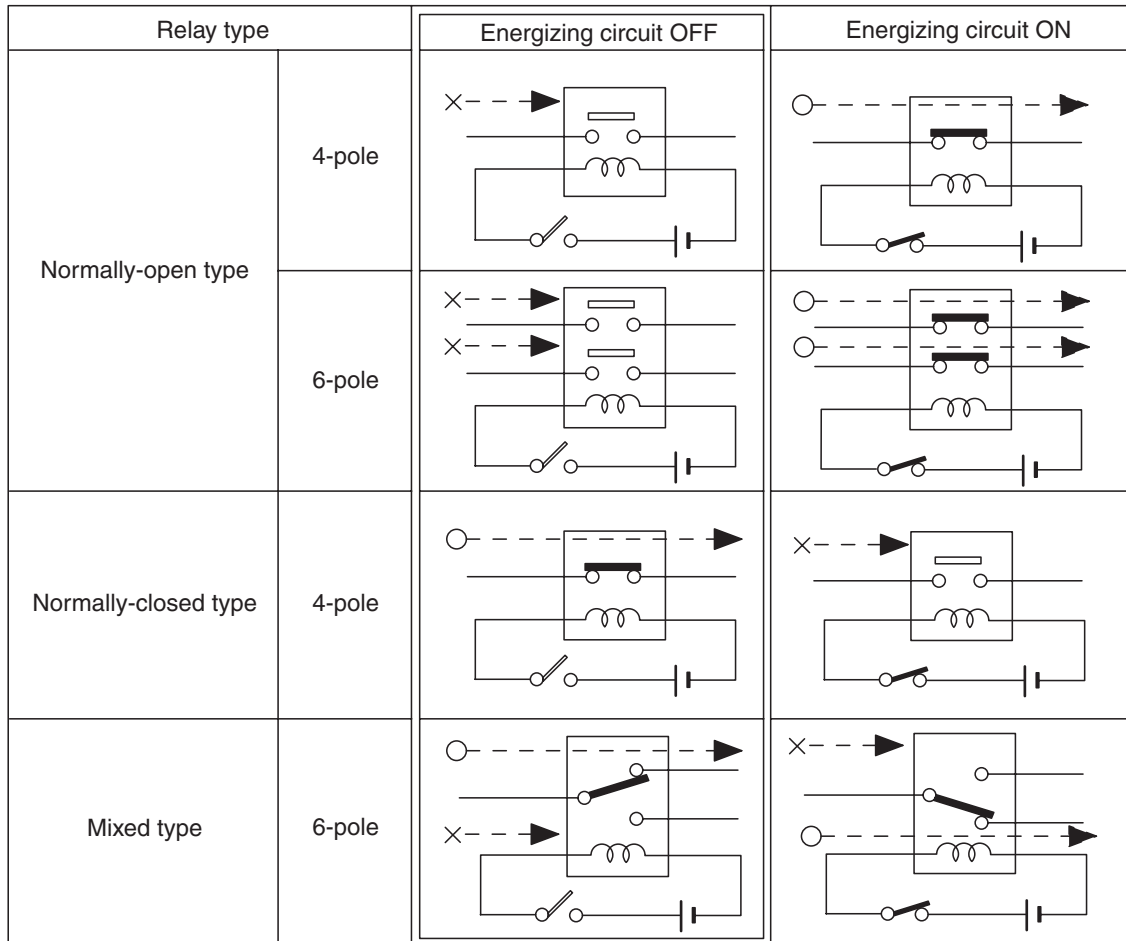 Relay type
Energizing circuit OFF
Energizing circuit ON
Normally-open type
4-pole
6-pole
Normally-closed type
4-pole
Mixed type
6-pole